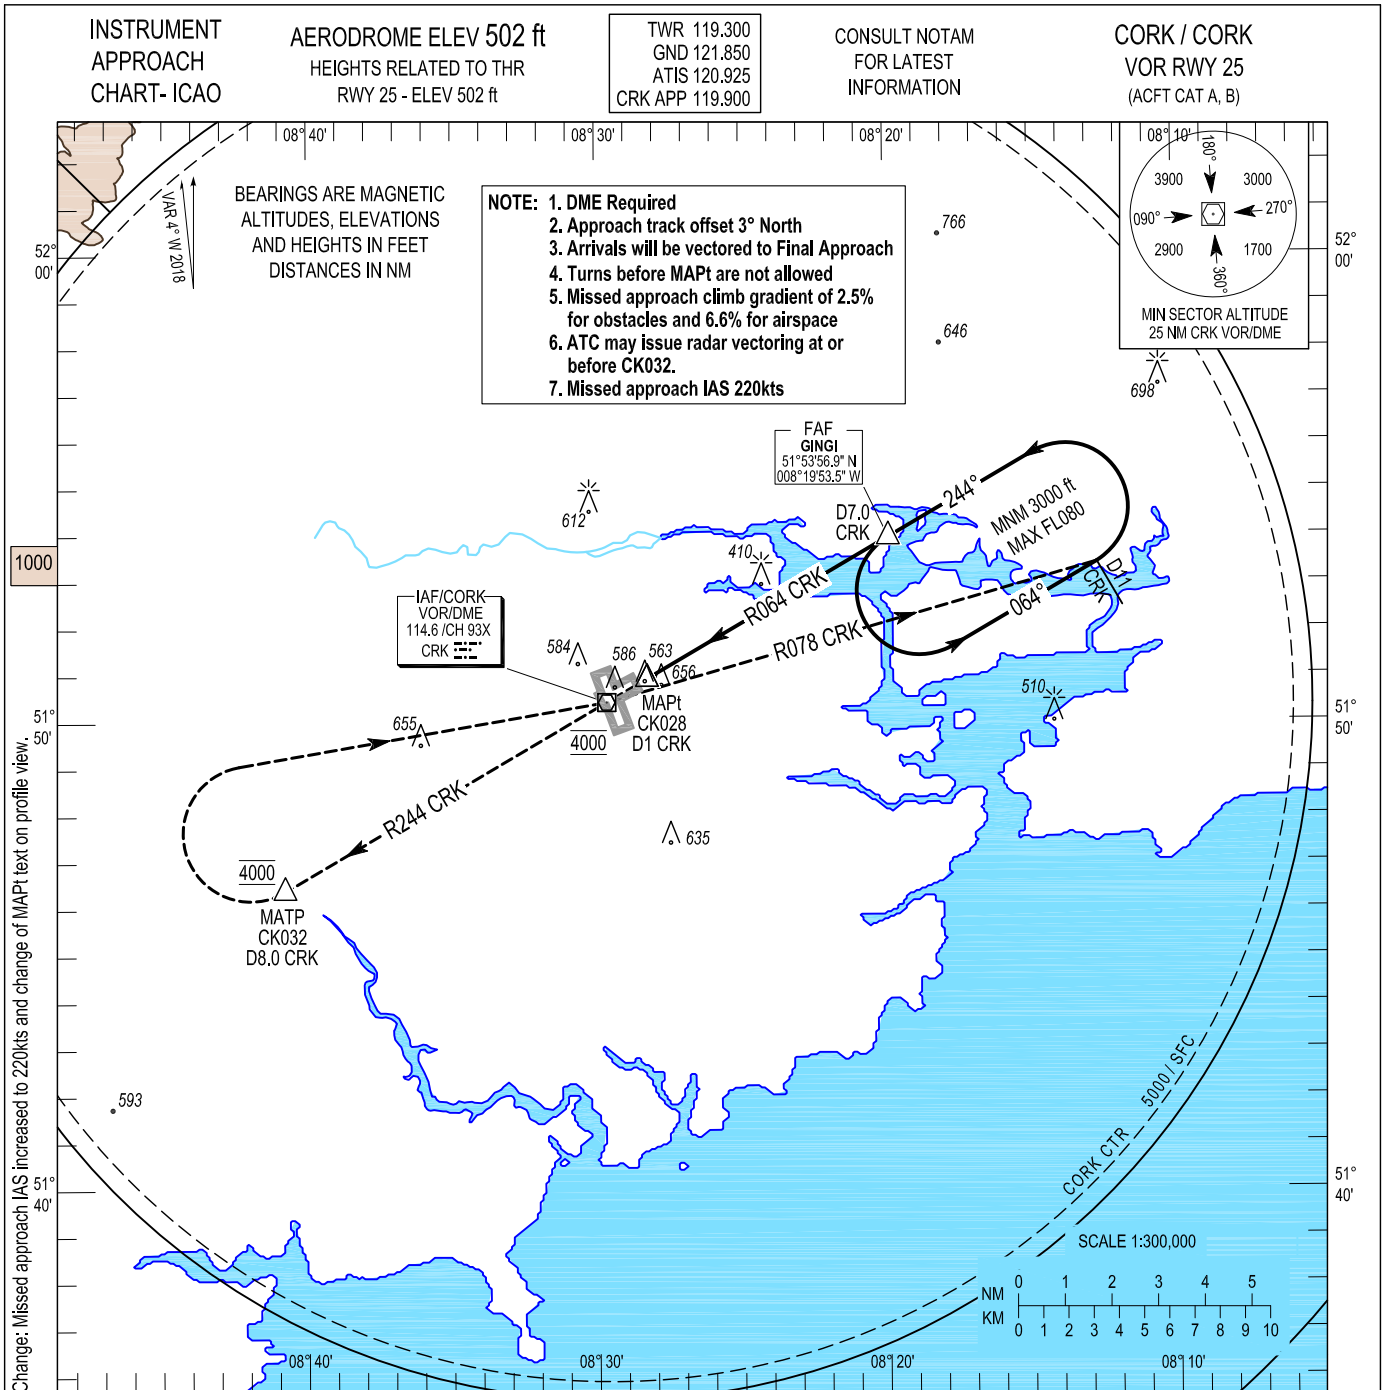 INSTRUMENT
APPROACH
CHART- ICAO
AERODROME ELEV 502 ft
HEIGHTS RELATED TO THR
RWY 25 - ELEV 502 ft
TWR 119.300
GND 121.850
ATIS 120.925
CRK APP 119.900
CONSULT NOTAM
FOR LATEST
INFORMATION
CORK / CORK
VOR RWY 25
(ACFT CAT A, B)
08°40'
08°30'
08°20'
08°10'
BEARINGS ARE MAGNETIC
ALTITUDES, ELEVATIONS
AND HEIGHTS IN FEET
DISTANCES IN NM
VAR 4° W 2018
NOTE: 1. DME Required
2. Approach track offset 3° North
3. Arrivals will be vectored to Final Approach
4. Turns before MAPt are not allowed
5. Missed approach climb gradient of 2.5%
for obstacles and 6.6% for airspace
6. ATC may issue radar vectoring at or
before CK032.
7. Missed approach IAS 220kts
180°
3900
3000
090°
270°
2900
1700
360°
MIN SECTOR ALTITUDE
25 NM CRK VOR/DME
52°
00'
52°
00'
766
646
698
FAF
GINGI
51°53'56.9" N
008°19'53.5" W
D7.0
CRK
244°
MNM 3000 ft
MAX FL080
D11
CRK
064°
612
410
1000
R064 CRK
R078 CRK
IAF/CORK
VOR/DME
114.6 /CH 93X
CRK
584
586
563
656
MAPt
CK028
D1 CRK
4000
510
655
51°
50'
51°
50'
R244 CRK
635
4000
MATP
CK032
D8.0 CRK
593
5000 / SFC
CORK CTR
51°
40'
51°
40'
SCALE 1:300,000
NM
0 1 2 3 4 5
KM
0 1 2 3 4 5 6 7 8 9 10
08°40'
08°30'
08°20'
08°10'
Change: Missed approach IAS increased to 220kts and change of MAPt text on profile view.